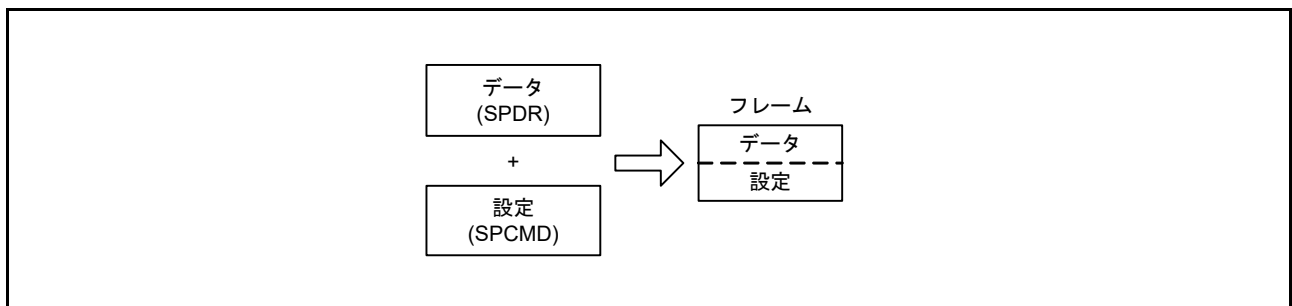 データ
(SPDR)
+
設定
(SPCMD)
フレーム
データ
設定